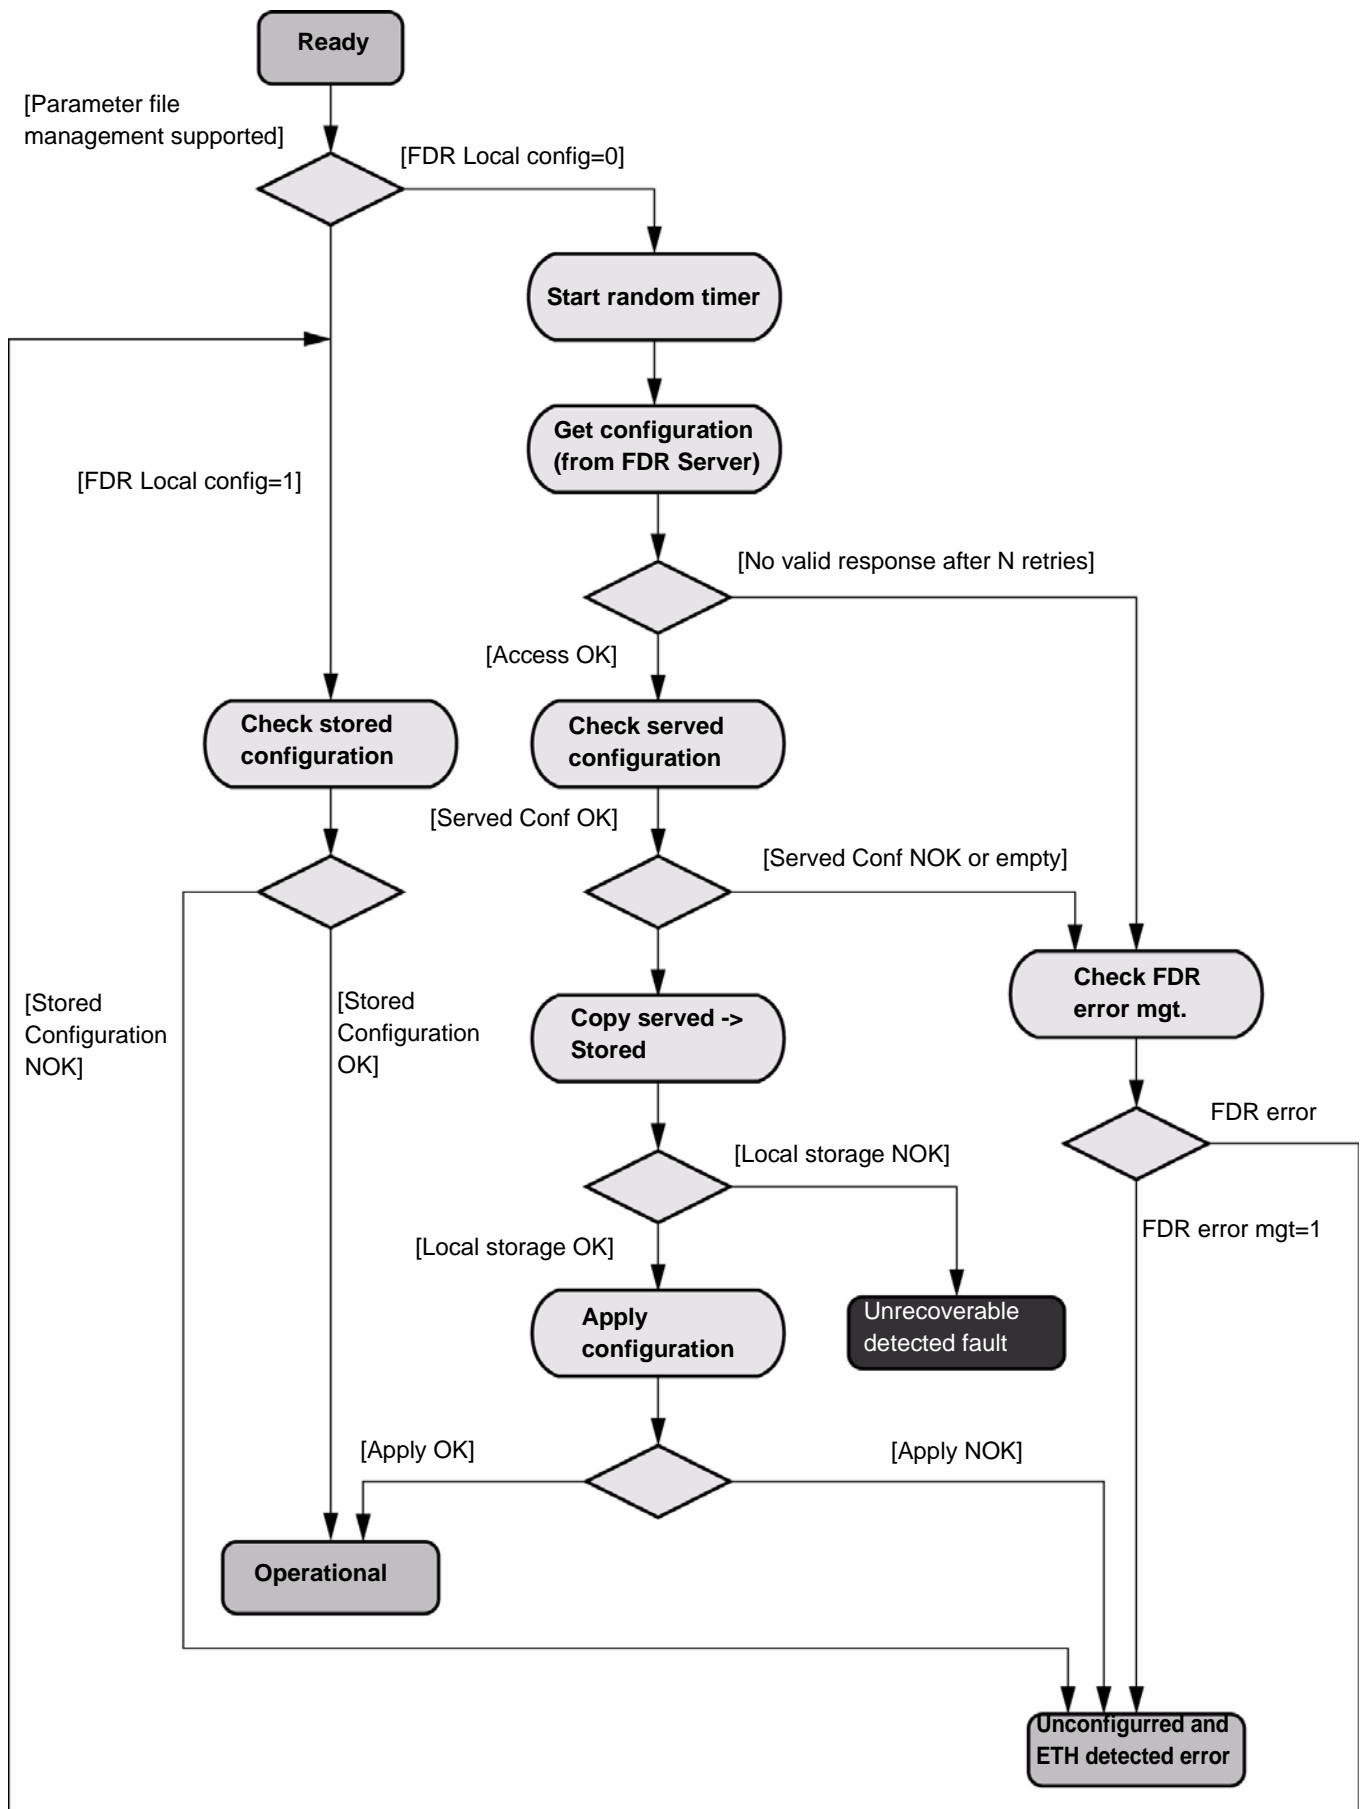 Ready
[Parameter file
management supported]
[FDR Local config=0]
Start random timer
Get configuration
(from FDR Server)
[FDR Local config=1]
[No valid response after N retries]
[Access OK]
Check stored
configuration
Check served
configuration
[Served Conf OK]
[Served Conf NOK or empty]
Check FDR
error mgt.
[Stored
Configuration
NOK]
[Stored
Configuration
OK]
Copy served ->
Stored
FDR error
[Local storage NOK]
FDR error mgt=1
[Local storage OK]
Unrecoverable
detected fault
Apply
configuration
[Apply OK]
[Apply NOK]
Operational
Unconfigurred and
ETH detected error